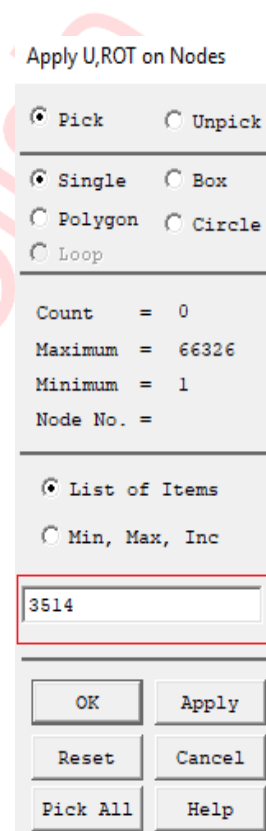 Apply U,ROT on Nodes
Pick Unpick
Single Box
Polygon Circle
Loop
Count = 0
Maximum = 66326
Minimum = 1
Node No. =
List of Items
Min, Max, Inc
3514
OK Apply
Reset Cancel
Pick All Help